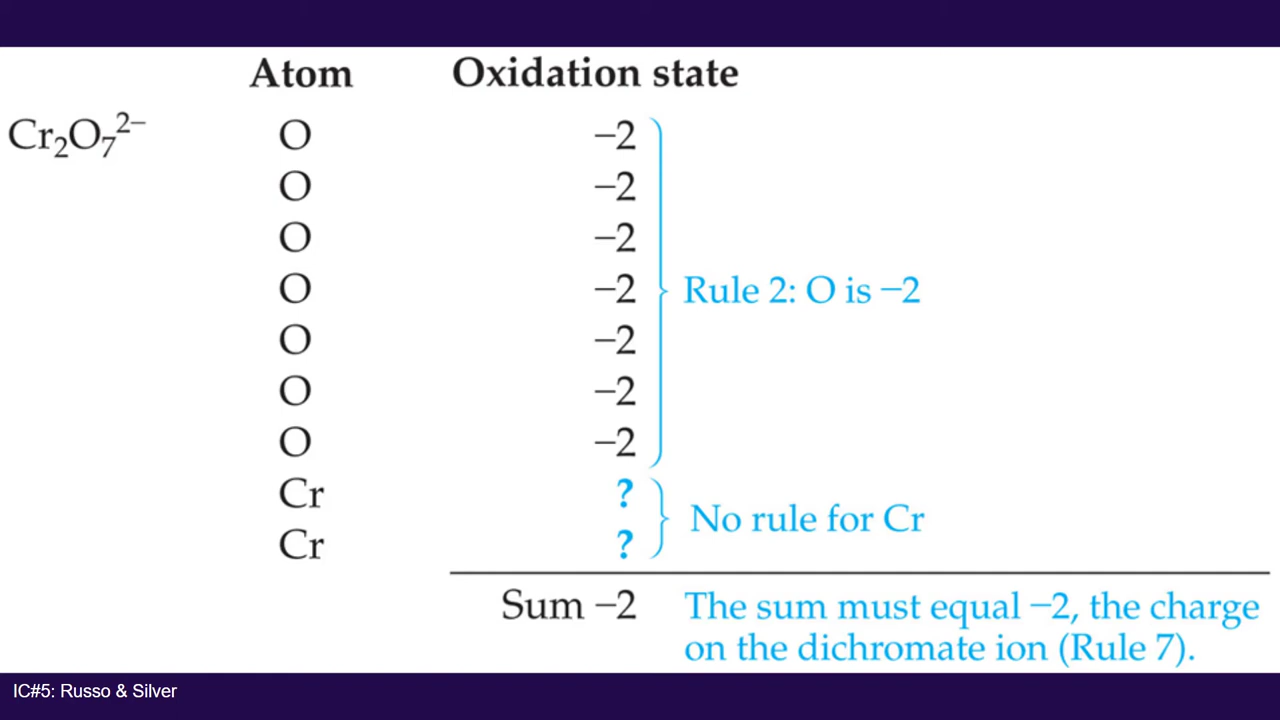 Atom Oxidation state
Cr₂O₇²⁻ O −2
O −2
O −2
O −2 Rule 2: O is −2
O −2
O −2
O −2
Cr ?
No rule for Cr
Cr ?
Sum −2 The sum must equal −2, the charge
on the dichromate ion (Rule 7).
IC#5: Russo & Silver